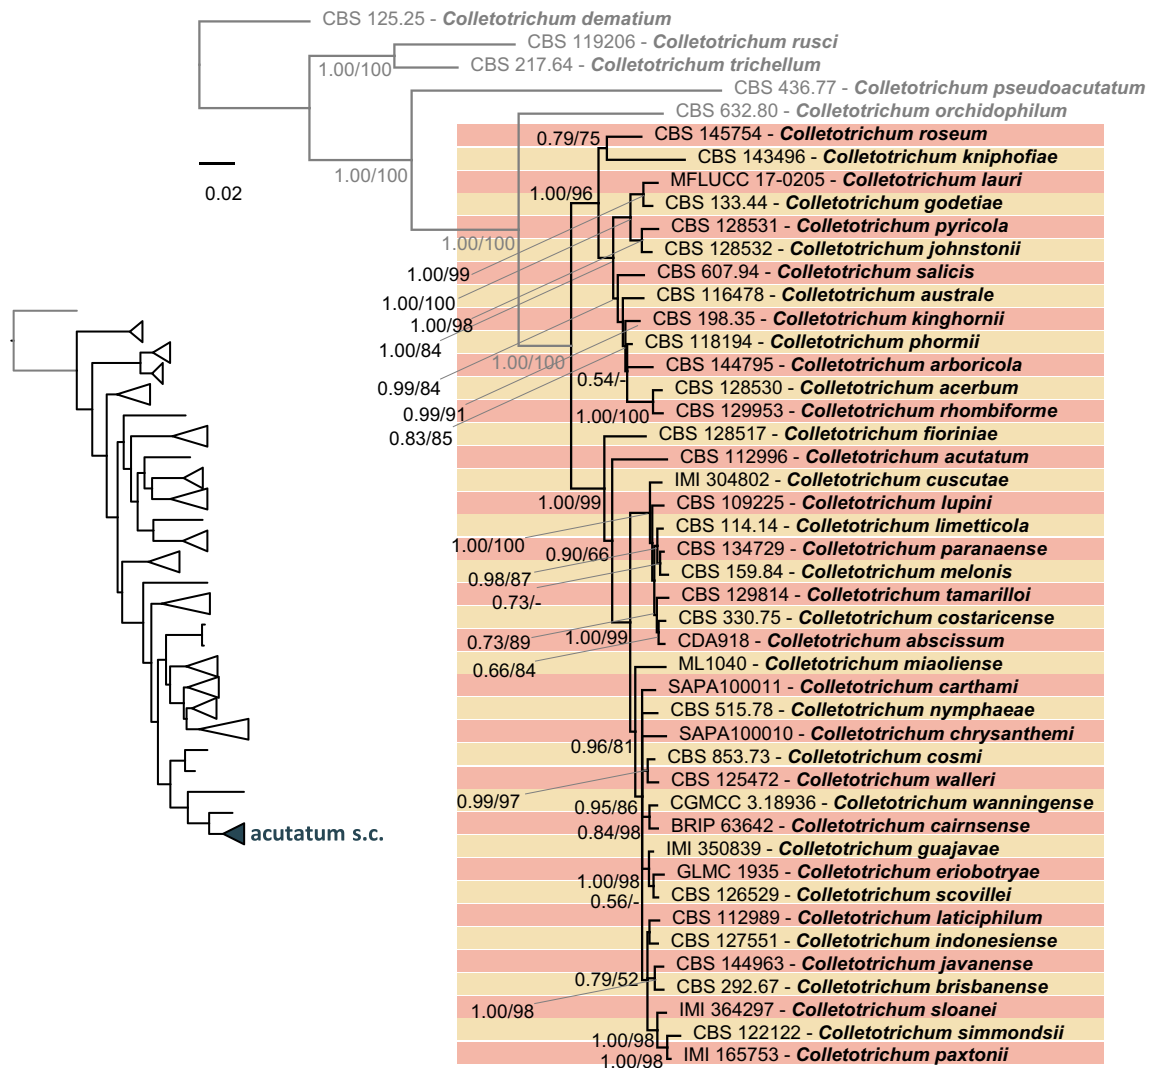 CBS 125.25 - Colletotrichum dematium
CBS 119206 - Colletotrichum rusci
CBS 217.64 - Colletotrichum trichellum
1.00/100
CBS 436.77 - Colletotrichum pseudoacutatum
CBS 632.80 - Colletotrichum orchidophilum
0.79/75
CBS 145754 - Colletotrichum roseum
CBS 143496 - Colletotrichum kniphofiae
1.00/100
0.02
MFLUCC 17-0205 - Colletotrichum lauri
1.00/96
CBS 133.44 - Colletotrichum godetiae
CBS 128531 - Colletotrichum pyricola
1.00/100
CBS 128532 - Colletotrichum johnstonii
1.00/99
CBS 607.94 - Colletotrichum salicis
1.00/100
CBS 116478 - Colletotrichum australe
1.00/98
CBS 198.35 - Colletotrichum kinghornii
1.00/84
CBS 118194 - Colletotrichum phormii
1.00/100
CBS 144795 - Colletotrichum arboricola
0.54/-
0.99/84
CBS 128530 - Colletotrichum acerbum
0.99/91
1.00/100
CBS 129953 - Colletotrichum rhombiforme
0.83/85
CBS 128517 - Colletotrichum fioriniae
CBS 112996 - Colletotrichum acutatum
IMI 304802 - Colletotrichum cuscutae
1.00/99
CBS 109225 - Colletotrichum lupini
CBS 114.14 - Colletotrichum limetticola
1.00/100
0.90/66
CBS 134729 - Colletotrichum paranaense
0.98/87
CBS 159.84 - Colletotrichum melonis
0.73/-
CBS 129814 - Colletotrichum tamarilloi
CBS 330.75 - Colletotrichum costaricense
0.73/89
1.00/99
CDA918 - Colletotrichum abscissum
0.66/84
ML1040 - Colletotrichum miaoliense
SAPA100011 - Colletotrichum carthami
CBS 515.78 - Colletotrichum nymphaeae
SAPA100010 - Colletotrichum chrysanthemi
0.96/81
CBS 853.73 - Colletotrichum cosmi
CBS 125472 - Colletotrichum walleri
0.99/97
0.95/86
CGMCC 3.18936 - Colletotrichum wanningense
0.84/98
BRIP 63642 - Colletotrichum cairnsense
acutatum s.c.
IMI 350839 - Colletotrichum guajavae
GLMC 1935 - Colletotrichum eriobotryae
1.00/98
CBS 126529 - Colletotrichum scovillei
0.56/-
CBS 112989 - Colletotrichum laticiphilum
CBS 127551 - Colletotrichum indonesiense
CBS 144963 - Colletotrichum javanense
0.79/52
CBS 292.67 - Colletotrichum brisbanense
1.00/98
IMI 364297 - Colletotrichum sloanei
CBS 122122 - Colletotrichum simmondsii
1.00/98
IMI 165753 - Colletotrichum paxtonii
1.00/98